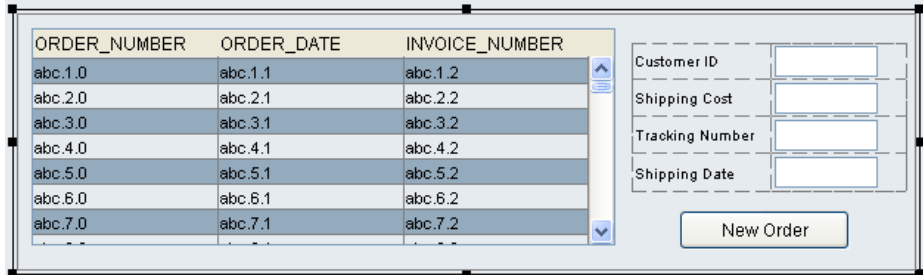 ORDER_NUMBER ORDER_DATE INVOICE_NUMBER
abc.1.0 abc.1.1 abc.1.2
abc.2.0 abc.2.1 abc.2.2
abc.3.0 abc.3.1 abc.3.2
abc.4.0 abc.4.1 abc.4.2
abc.5.0 abc.5.1 abc.5.2
abc.6.0 abc.6.1 abc.6.2
abc.7.0 abc.7.1 abc.7.2
Customer ID
Shipping Cost
Tracking Number
Shipping Date
New Order